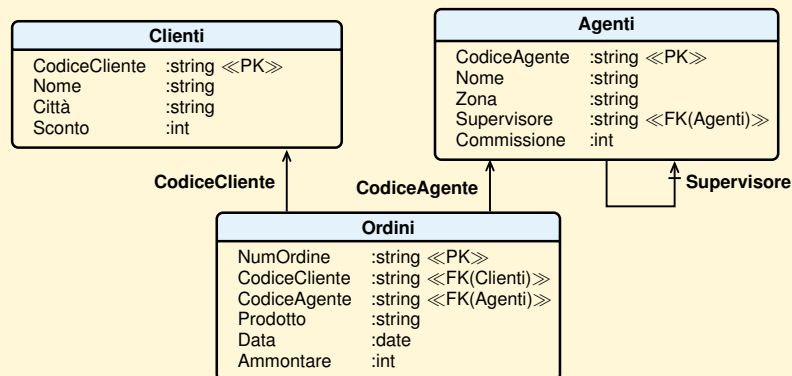 Clienti
CodiceCliente :string ≪PK≫
Nome :string
Città :string
Sconto :int
Agenti
CodiceAgente :string ≪PK≫
Nome :string
Zona :string
Supervisore :string ≪FK(Agenti)≫
Commissione :int
CodiceCliente
CodiceAgente
Supervisore
Ordini
NumOrdine :string ≪PK≫
CodiceCliente :string ≪FK(Clienti)≫
CodiceAgente :string ≪FK(Agenti)≫
Prodotto :string
Data :date
Ammontare :int